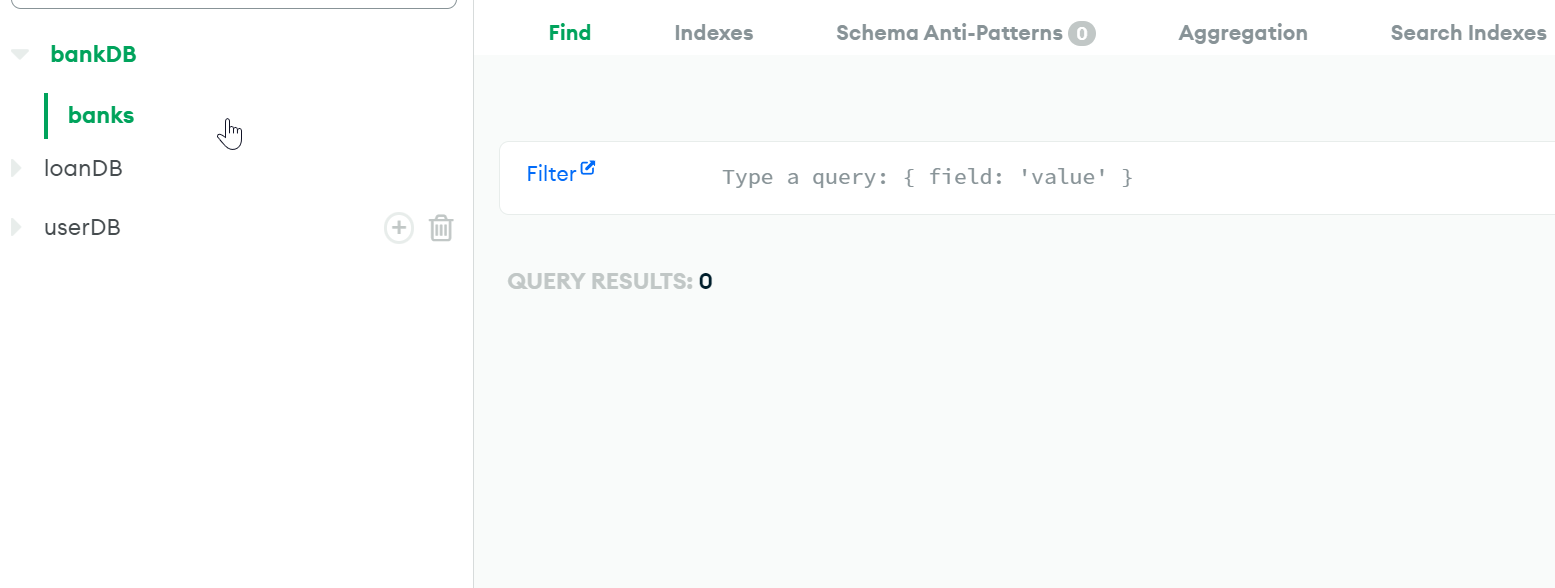 bankDB
banks
loanDB
userDB
Find Indexes Schema Anti-Patterns 0 Aggregation Search Indexes
Filter Type a query: { field: 'value' }
QUERY RESULTS: 0